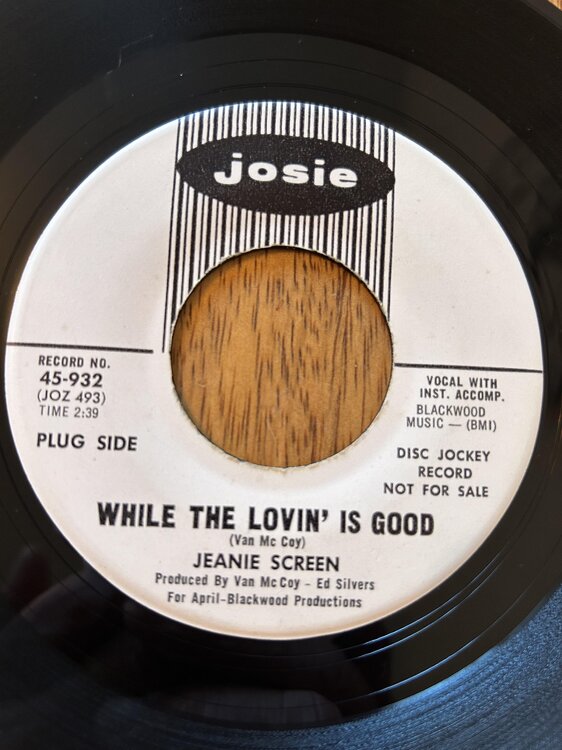 josie
RECORD NO.
45-932
(JOZ 493)
TIME 2:39
PLUG SIDE
VOCAL WITH
INST. ACCOMP.
BLACKWOOD
MUSIC — (BMI)
DISC JOCKEY
RECORD
NOT FOR SALE
WHILE THE LOVIN' IS GOOD
(Van Mc Coy)
JEANIE SCREEN
Produced By Van McCoy - Ed Silvers
For April-Blackwood Productions